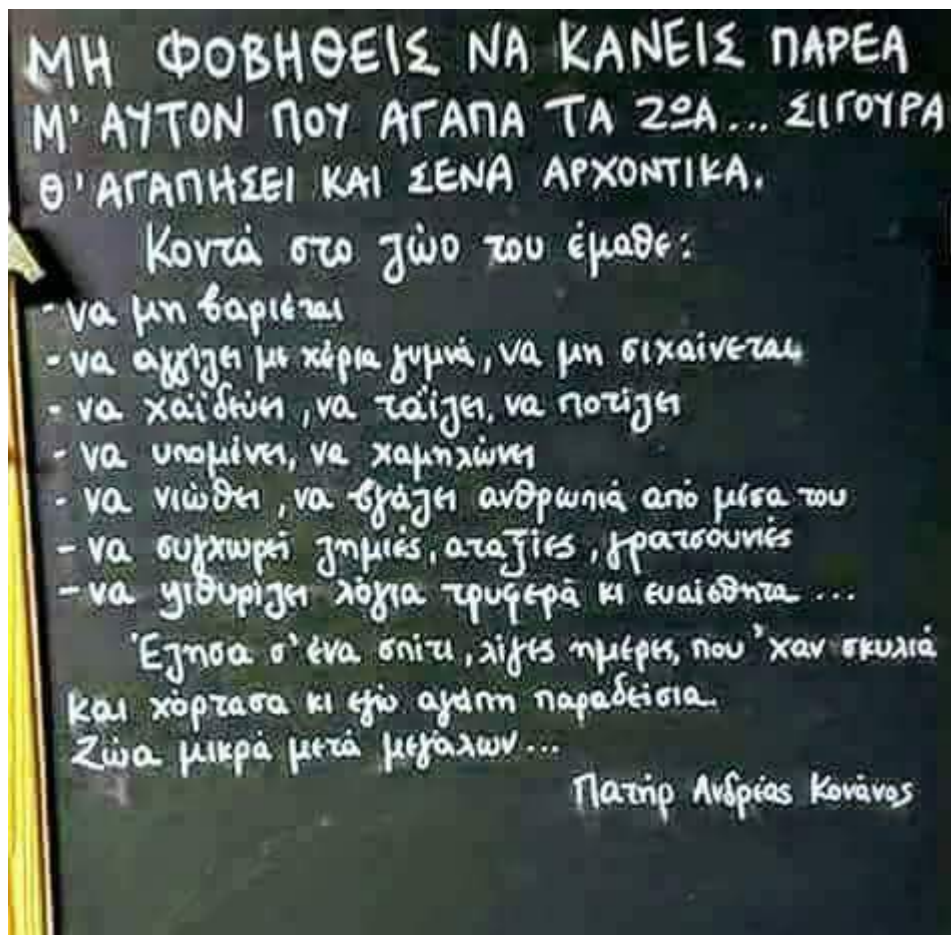 ΜΗ ΦΟΒΗΘΕΙΣ ΝΑ ΚΑΝΕΙΣ ΠΑΡΕΑ
Μ' ΑΥΤΟΝ ΠΟΥ ΑΓΑΠΑ ΤΑ ΖΩΑ... ΣΙΓΟΥΡΑ
Θ' ΑΓΑΠΗΣΕΙ ΚΑΙ ΣΕΝΑ ΑΡΧΟΝΤΙΚΑ.
Κοντά στο ζώο του έμαθε:
- να μη βαριέται
- να αγγίζει με χέρια γυμνά, να μη σιχαίνεται
- να χαϊδεύει, να ταΐζει, να ποτίζει
- να υπομένει, να χαμηλώνει
- να νιώθει, να βγάζει ανθρωπιά από μέσα του
- να συγχωρεί ζημιές, αταξίες, γρατσουνιές
- να ψιθυρίζει λόγια τρυφερά κι ευαίσθητα...
Έζησα σ' ένα σπίτι, λίγες ημέρες, που 'χαν σκυλιά
και χόρτασα κι εγώ αγάπη παραδείσια.
Ζώα μικρά μετά μεγάλων...
Πατήρ Ανδρέας Κονάνος